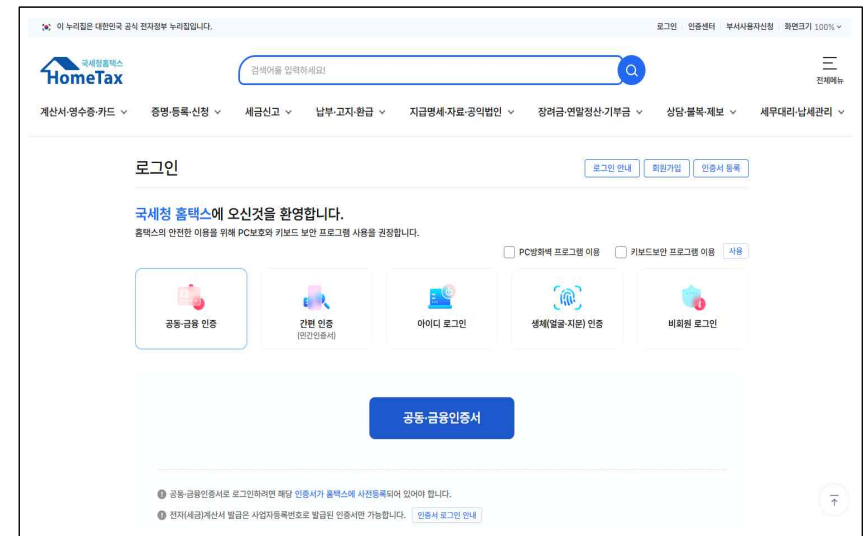 이 누리집은 대한민국 공식 전자정부 누리집입니다.
로그인 인증센터 부서사용자신청 화면크기 100%
국세청홈택스
HomeTax
검색어를 입력하세요!
전체메뉴
계산서·영수증·카드 증명·등록·신청 세금신고 납부·고지·환급 지급명세·자료·공익법인 장려금·연말정산·기부금 상담·불복·제보 세무대리·납세관리
로그인
로그인 안내 회원가입 인증서 등록
국세청 홈택스에 오신것을 환영합니다.
홈택스의 안전한 이용을 위해 PC보호와 키보드 보안 프로그램 사용을 권장합니다.
PC방화벽 프로그램 이용 키보드보안 프로그램 이용 사용
공동·금융 인증 간편 인증 아이디 로그인 생체(얼굴·지문) 인증 비회원 로그인
(민간인증서)
공동·금융인증서
공동·금융인증서로 로그인하려면 해당 인증서가 홈택스에 사전등록되어 있어야 합니다.
전자(세금)계산서 발급은 사업자등록번호로 발급된 인증서만 가능합니다. 인증서 로그인 안내